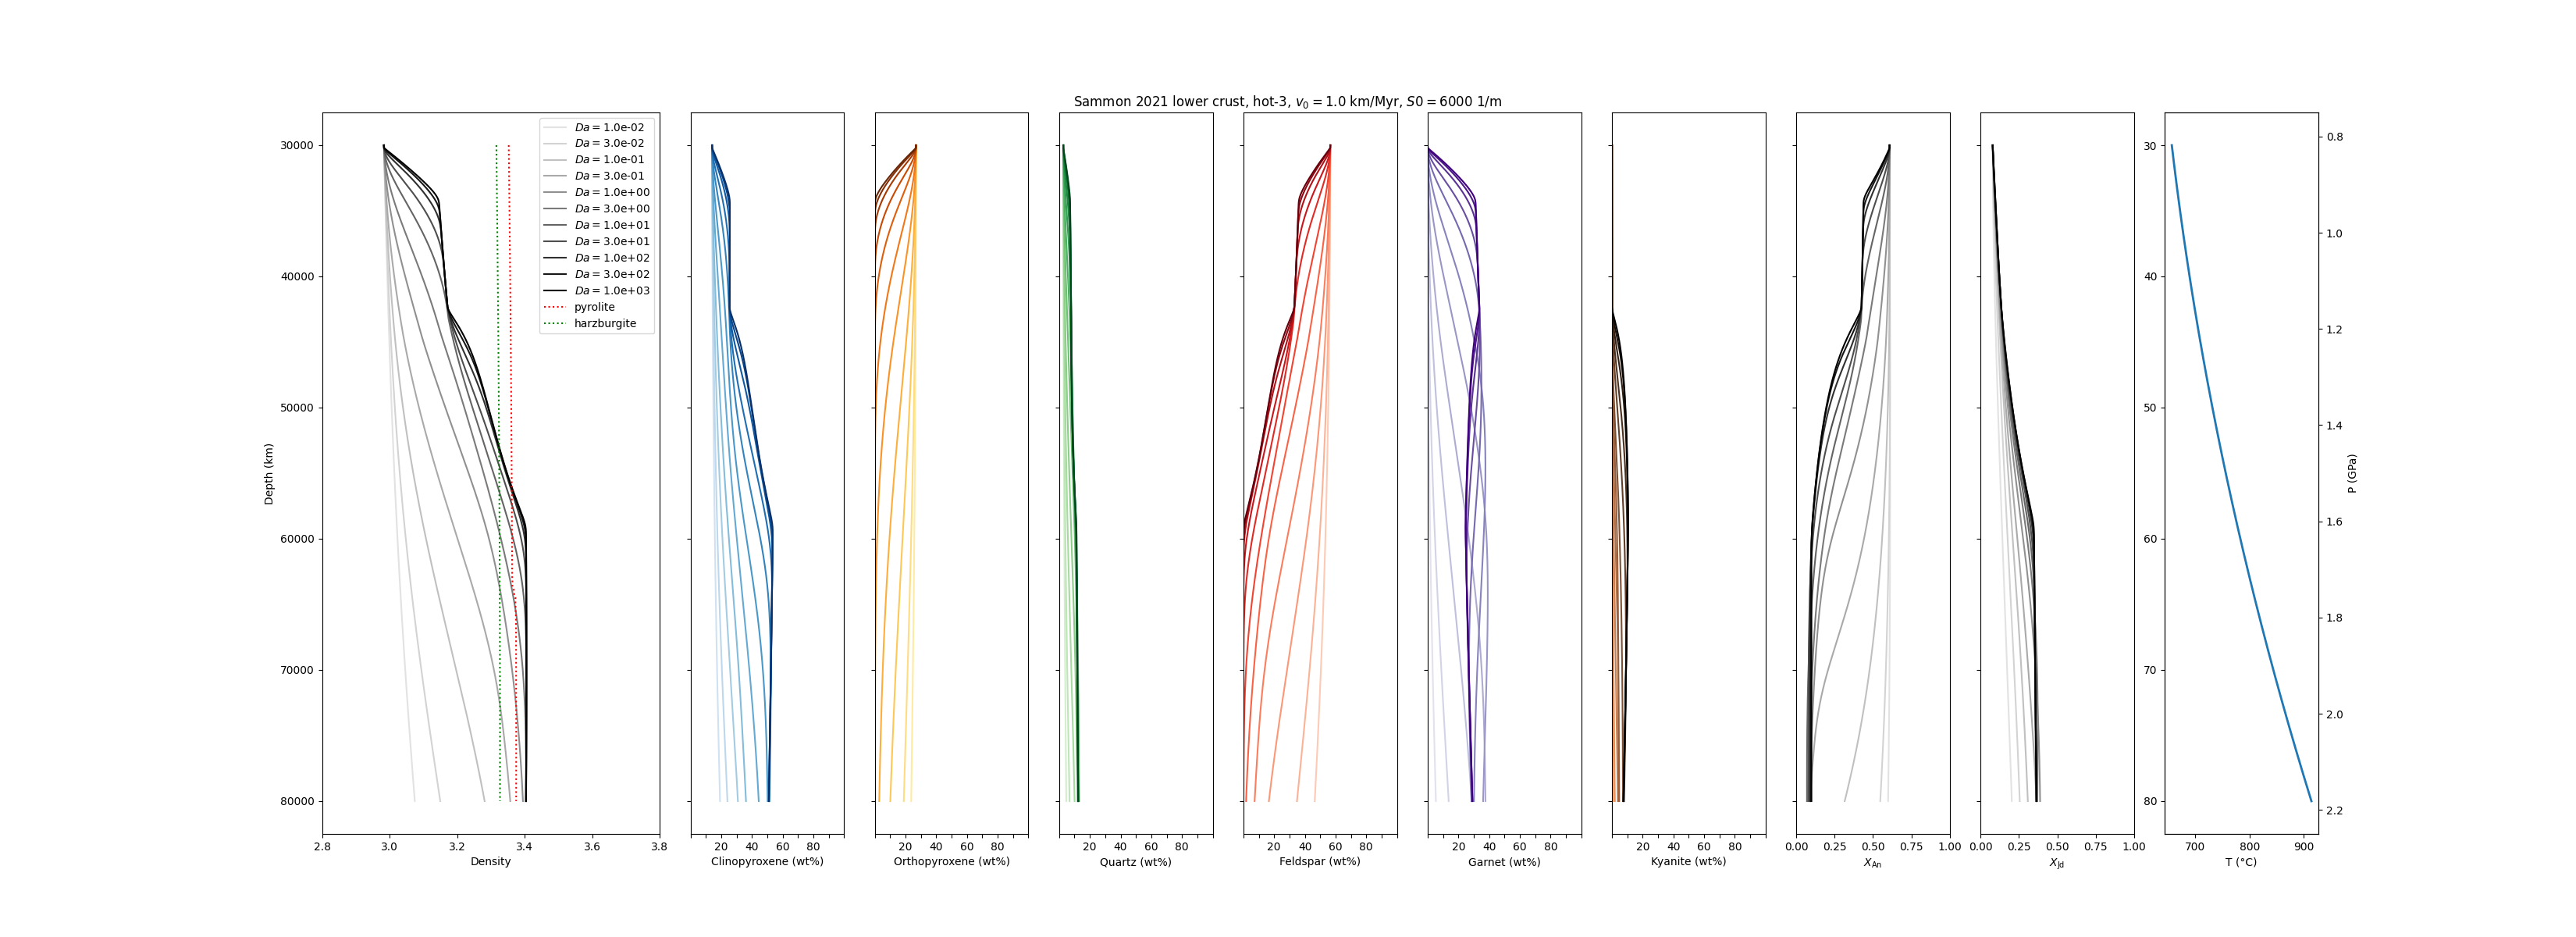 Sammon 2021 lower crust, hot-3, v0 = 1.0 km/Myr, S0 = 6000 1/m
Da = 1.0e-02
Da = 3.0e-02
Da = 1.0e-01
Da = 3.0e-01
Da = 1.0e+00
Da = 3.0e+00
Da = 1.0e+01
Da = 3.0e+01
Da = 1.0e+02
Da = 3.0e+02
Da = 1.0e+03
pyrolite
harzburgite
Depth (km)
30000
40000
50000
60000
70000
80000
2.8 3.0 3.2 3.4 3.6 3.8
Density
20 40 60 80
Clinopyroxene (wt%)
20 40 60 80
Orthopyroxene (wt%)
20 40 60 80
Quartz (wt%)
20 40 60 80
Feldspar (wt%)
20 40 60 80
Garnet (wt%)
20 40 60 80
Kyanite (wt%)
0.00 0.25 0.50 0.75 1.00
XAn
0.00 0.25 0.50 0.75 1.00
XJd
30
40
50
60
70
80
700 800 900
T (°C)
0.8
1.0
1.2
1.4
1.6
1.8
2.0
2.2
P (GPa)